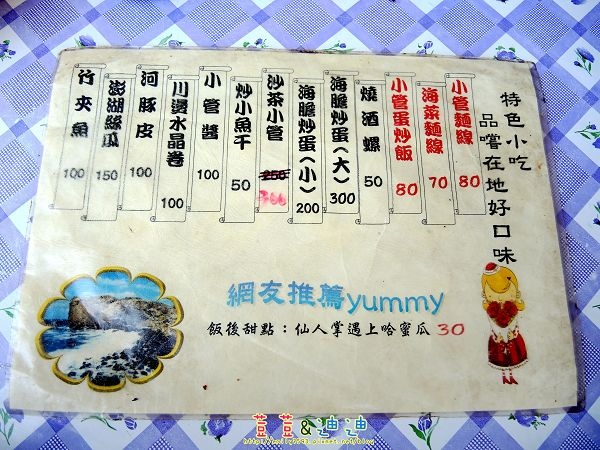 特色小吃
品嚐在地好口味
小管麵線 80
海菜麵線 70
小管蛋炒飯 80
燒酒螺 50
海膽炒蛋(大) 300
海膽炒蛋(小) 200
沙茶小管 250 300
炒小魚干 50
小管醬 100
川燙水晶卷 100
河豚皮 100
澎湖絲瓜 150
竹夾魚 100
網友推薦yummy
飯後甜點：仙人掌遇上哈蜜瓜 30
荳荳&迪迪